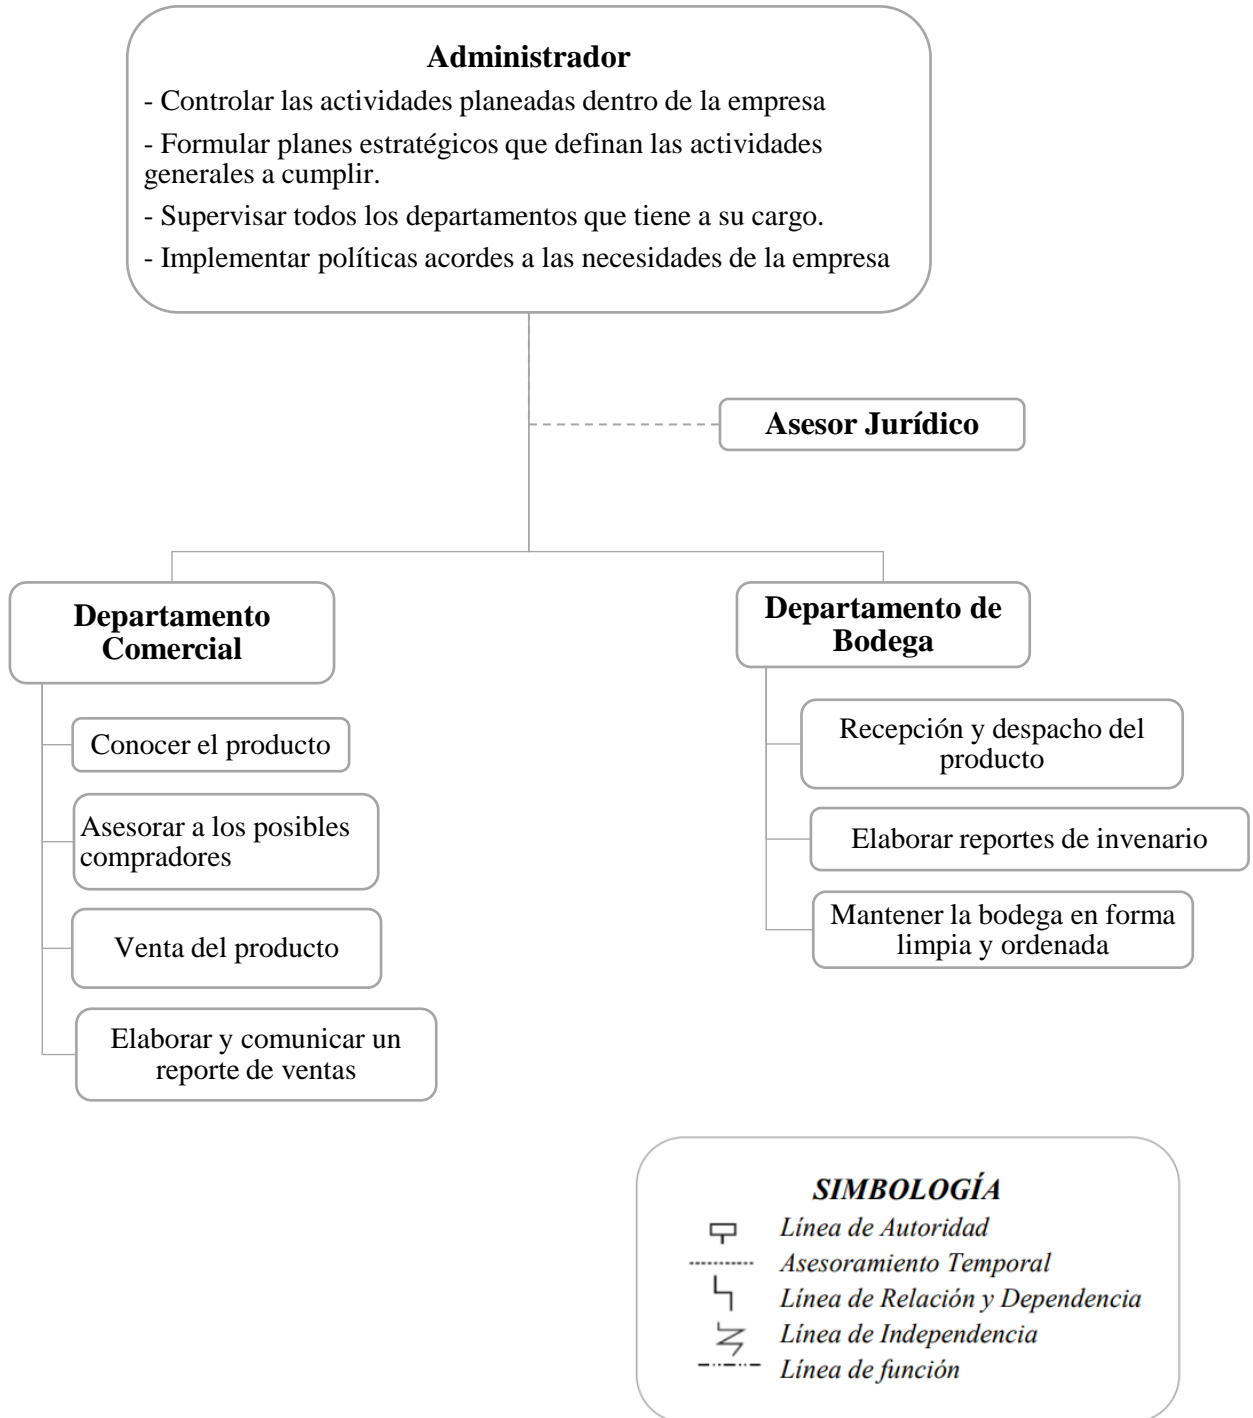 Administrador
- Controlar las actividades planeadas dentro de la empresa
- Formular planes estratégicos que definan las actividades
generales a cumplir.
- Supervisar todos los departamentos que tiene a su cargo.
- Implementar políticas acordes a las necesidades de la empresa
Asesor Jurídico
Departamento
Comercial
Conocer el producto
Asesorar a los posibles
compradores
Venta del producto
Elaborar y comunicar un
reporte de ventas
Departamento de
Bodega
Recepción y despacho del
producto
Elaborar reportes de invenario
Mantener la bodega en forma
limpia y ordenada
SIMBOLOGÍA
Línea de Autoridad
Asesoramiento Temporal
Línea de Relación y Dependencia
Línea de Independencia
Línea de función